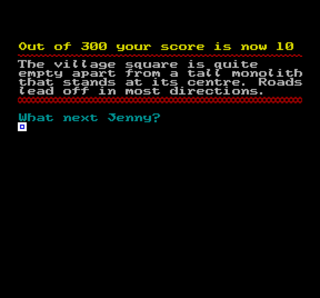 Out of 300 your score is now 10
The village square is quite
empty apart from a tall monolith
that stands at its centre. Roads
lead off in most directions.
What next Jenny?